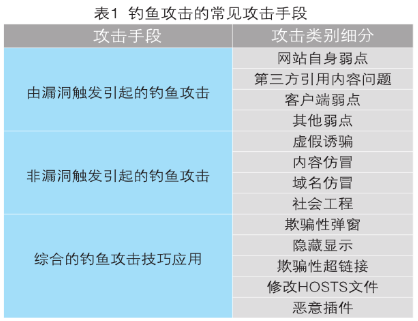 表1 钓鱼攻击的常见攻击手段
攻击手段 攻击类别细分
由漏洞触发引起的钓鱼攻击
网站自身弱点
第三方引用内容问题
客户端弱点
其他弱点
非漏洞触发引起的钓鱼攻击
虚假诱骗
内容仿冒
域名仿冒
社会工程
综合的钓鱼攻击技巧应用
欺骗性弹窗
隐藏显示
欺骗性超链接
修改HOSTS文件
恶意插件